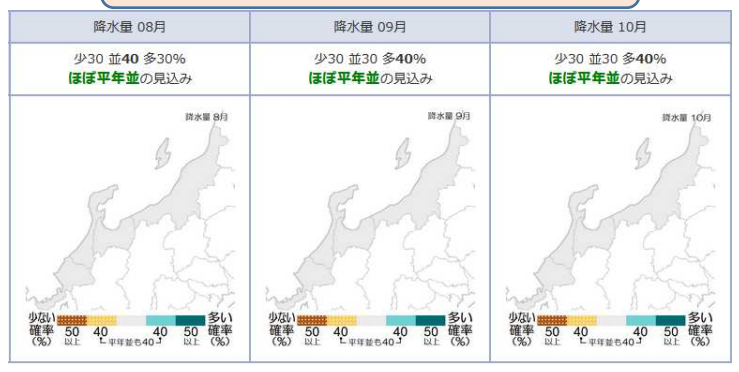 降水量 08月
降水量 09月
降水量 10月
少30 並40 多30%
ほぼ平年並の見込み
少30 並30 多40%
ほぼ平年並の見込み
少30 並30 多40%
ほぼ平年並の見込み
降水量 8月
降水量 9月
降水量 10月
少ない 多い
確率 50 40 40 50 確率
(%) 以上 平年並も40 以上 (%)
少ない 多い
確率 50 40 40 50 確率
(%) 以上 平年並も40 以上 (%)
少ない 多い
確率 50 40 40 50 確率
(%) 以上 平年並も40 以上 (%)